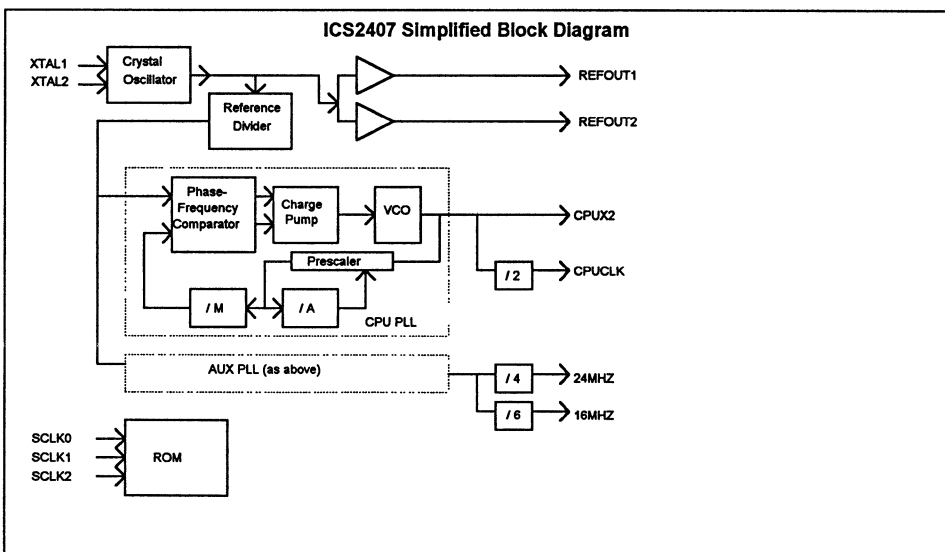 ICS2407 Simplified Block Diagram
XTAL1
XTAL2
Crystal
Oscillator
REFOUT1
REFOUT2
Reference
Divider
Phase-
Frequency
Comparator
Charge
Pump
VCO
CPUX2
Prescaler
/ 2
CPUCLK
/ M
/ A
CPU PLL
AUX PLL (as above)
/ 4
24MHZ
/ 6
16MHZ
SCLK0
SCLK1
SCLK2
ROM